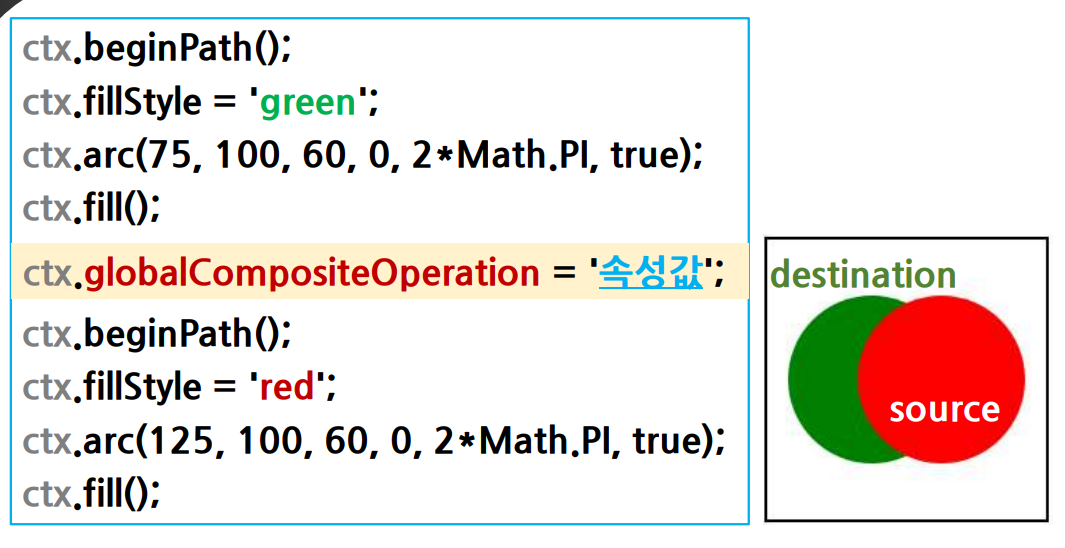 ctx.beginPath();
ctx.fillStyle = 'green';
ctx.arc(75, 100, 60, 0, 2*Math.PI, true);
ctx.fill();
ctx.globalCompositeOperation = '속성값';
ctx.beginPath();
ctx.fillStyle = 'red';
ctx.arc(125, 100, 60, 0, 2*Math.PI, true);
ctx.fill();
destination
source